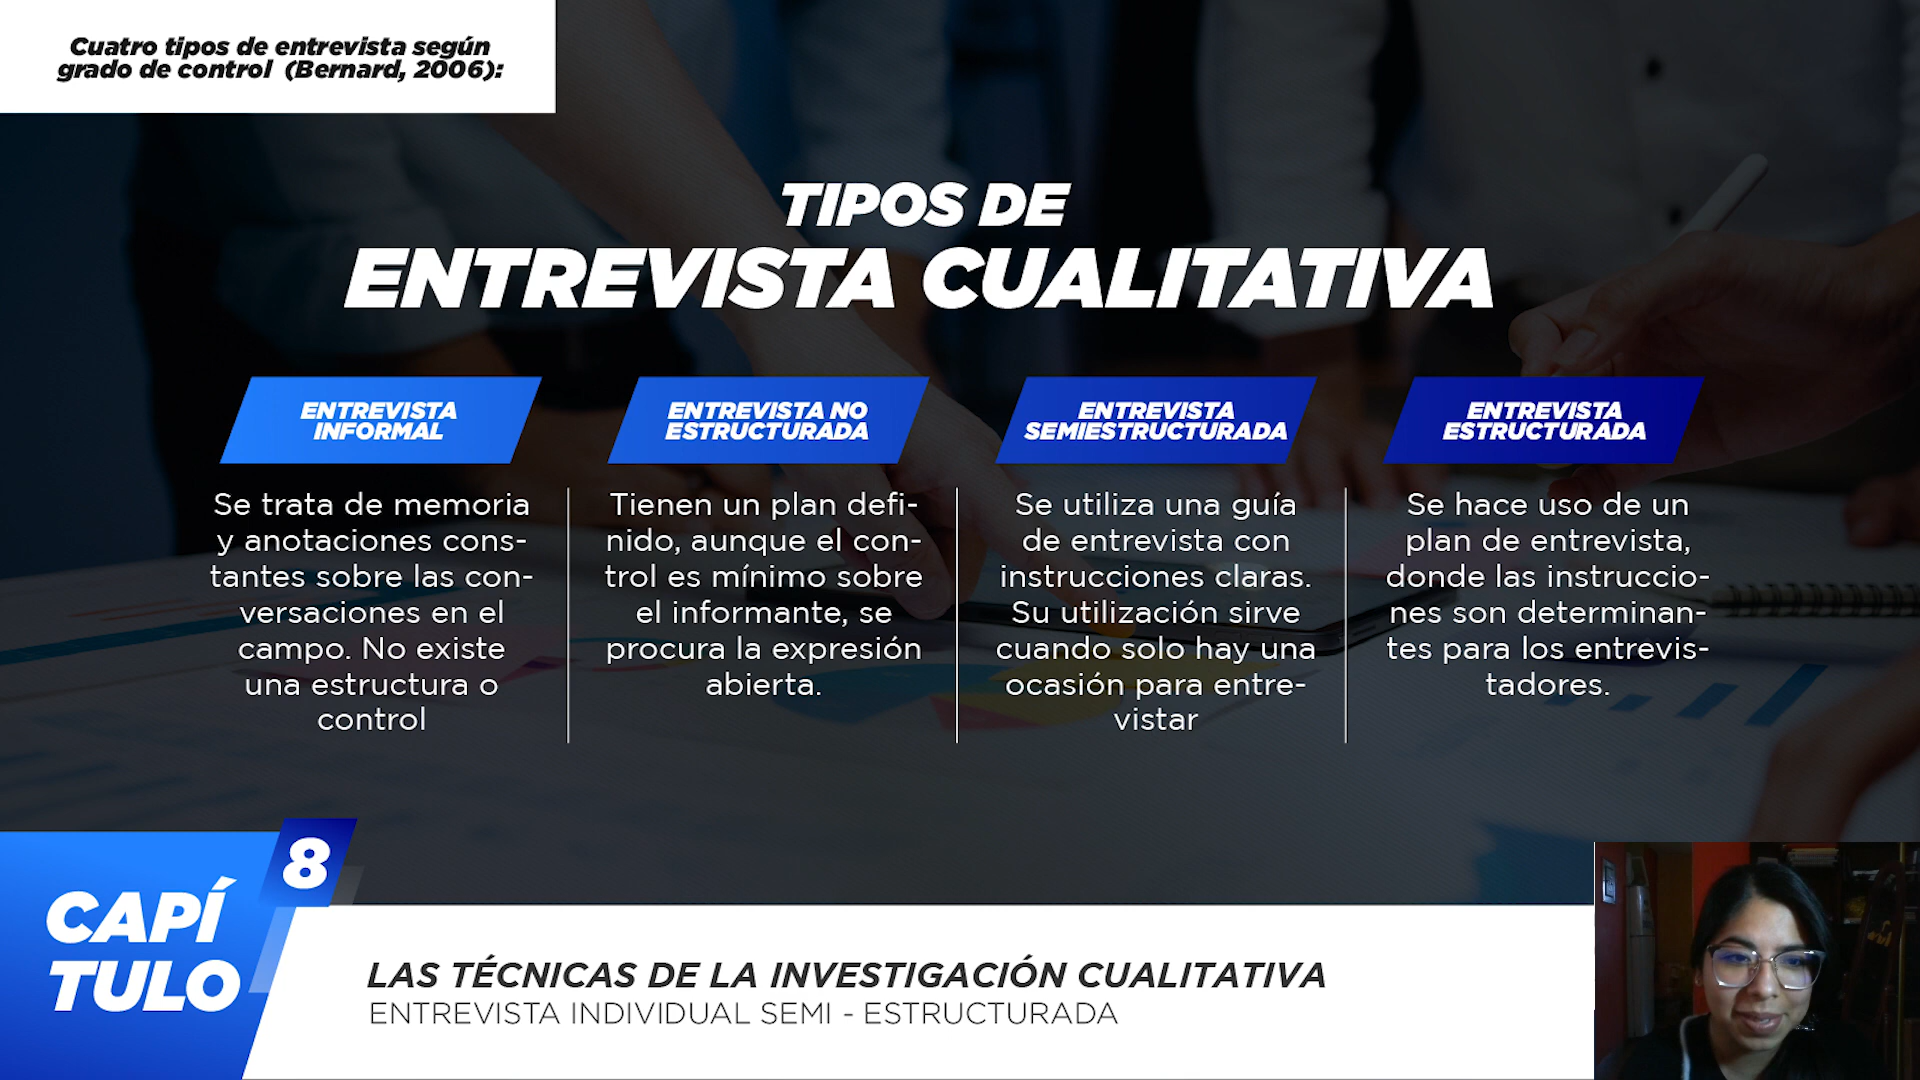 Cuatro tipos de entrevista según
grado de control (Bernard, 2006):
TIPOS DE
ENTREVISTA CUALITATIVA
ENTREVISTA
INFORMAL
Se trata de memoria
y anotaciones cons-
tantes sobre las con-
versaciones en el
campo. No existe
una estructura o
control
ENTREVISTA NO
ESTRUCTURADA
Tienen un plan defi-
nido, aunque el con-
trol es mínimo sobre
el informante, se
procura la expresión
abierta.
ENTREVISTA
SEMIESTRUCTURADA
Se utiliza una guía
de entrevista con
instrucciones claras.
Su utilización sirve
cuando solo hay una
ocasión para entre-
vistar
ENTREVISTA
ESTRUCTURADA
Se hace uso de un
plan de entrevista,
donde las instruccio-
nes son determinan-
tes para los entrevis-
tadores.
8
CAPÍ
TULO
LAS TÉCNICAS DE LA INVESTIGACIÓN CUALITATIVA
ENTREVISTA INDIVIDUAL SEMI - ESTRUCTURADA